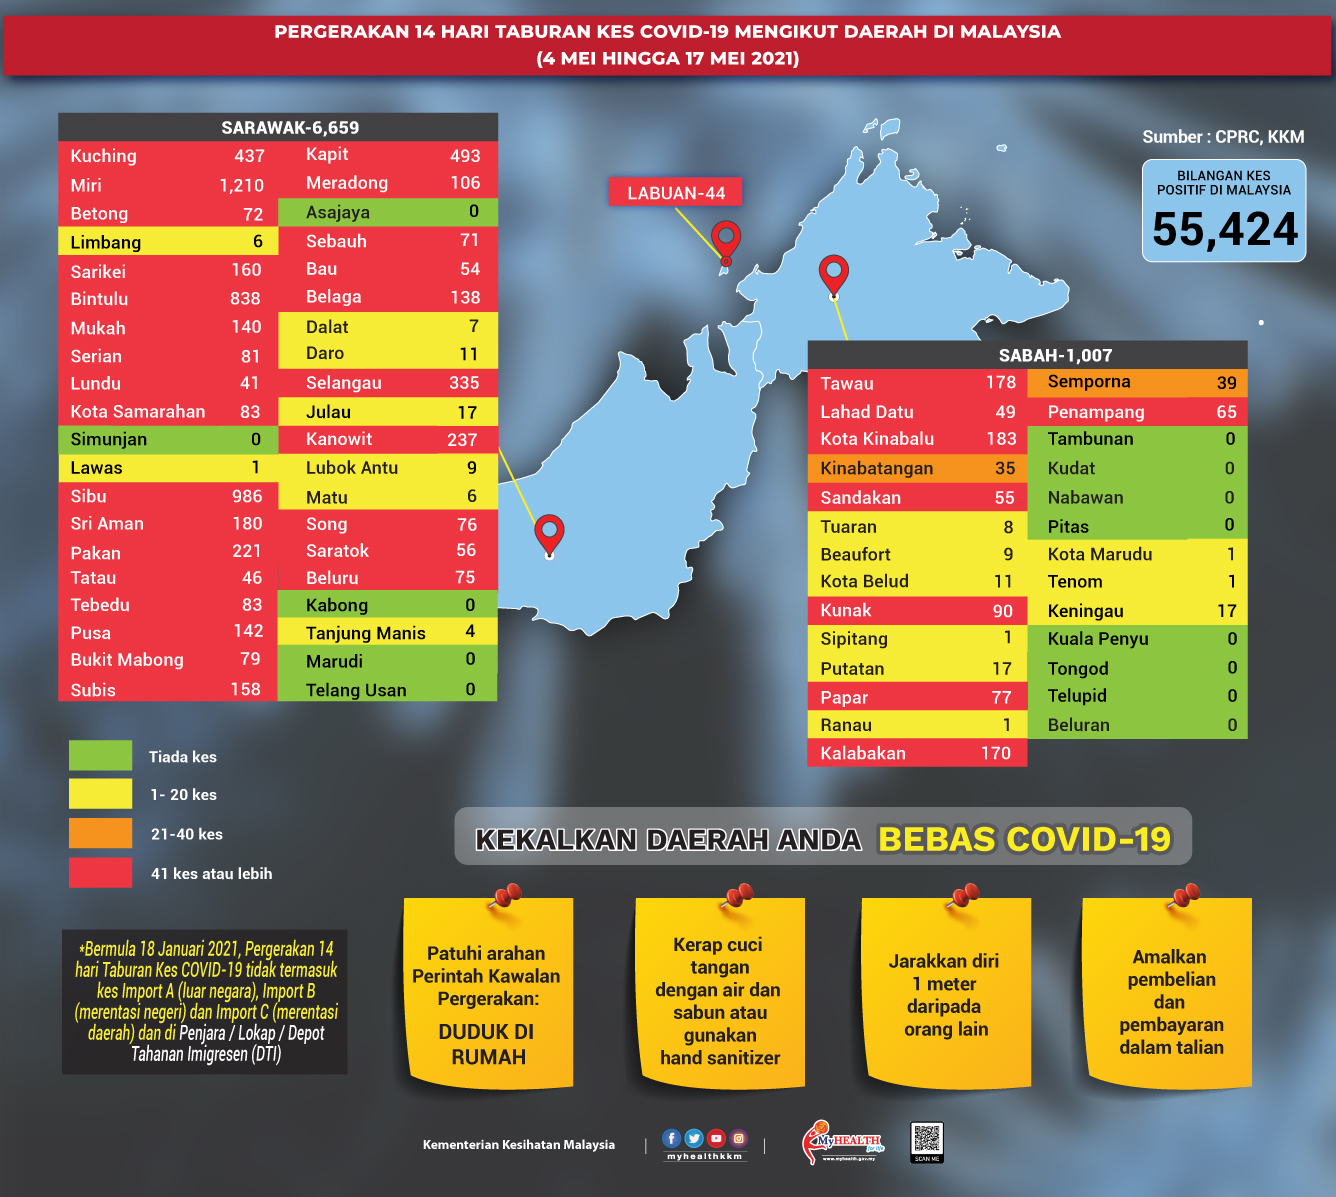 PERGERAKAN 14 HARI TABURAN KES COVID-19 MENGIKUT DAERAH DI MALAYSIA
(4 MEI HINGGA 17 MEI 2021)
Sumber : CPRC, KKM
BILANGAN KES
POSITIF DI MALAYSIA
55,424
LABUAN-44
SARAWAK-6,659
Kuching 437
Miri 1,210
Betong 72
Limbang 6
Sarikei 160
Bintulu 838
Mukah 140
Serian 81
Lundu 41
Kota Samarahan 83
Simunjan 0
Lawas 1
Sibu 986
Sri Aman 180
Pakan 221
Tatau 46
Tebedu 83
Pusa 142
Bukit Mabong 79
Subis 158
Kapit 493
Meradong 106
Asajaya 0
Sebauh 71
Bau 54
Belaga 138
Dalat 7
Daro 11
Selangau 335
Julau 17
Kanowit 237
Lubok Antu 9
Matu 6
Song 76
Saratok 56
Beluru 75
Kabong 0
Tanjung Manis 4
Marudi 0
Telang Usan 0
SABAH-1,007
Tawau 178
Lahad Datu 49
Kota Kinabalu 183
Kinabatangan 35
Sandakan 55
Tuaran 8
Beaufort 9
Kota Belud 11
Kunak 90
Sipitang 1
Putatan 17
Papar 77
Ranau 1
Kalabakan 170
Semporna 39
Penampang 65
Tambunan 0
Kudat 0
Nabawan 0
Pitas 0
Kota Marudu 1
Tenom 1
Keningau 17
Kuala Penyu 0
Tongod 0
Telupid 0
Beluran 0
Tiada kes
1- 20 kes
21-40 kes
41 kes atau lebih
KEKALKAN DAERAH ANDA BEBAS COVID-19
*Bermula 18 Januari 2021, Pergerakan 14
hari Taburan Kes COVID-19 tidak termasuk
kes Import A (luar negara), Import B
(merentasi negeri) dan Import C (merentasi
daerah) dan di Penjara / Lokap / Depot
Tahanan Imigresen (DTI)
Patuhi arahan
Perintah Kawalan
Pergerakan:
DUDUK DI
RUMAH
Kerap cuci
tangan
dengan air dan
sabun atau
gunakan
hand sanitizer
Jarakkan diri
1 meter
daripada
orang lain
Amalkan
pembelian
dan
pembayaran
dalam talian
Kementerian Kesihatan Malaysia
myhealthkkm
MyHEALTH
for life
www.myhealth.gov.my
SCAN ME